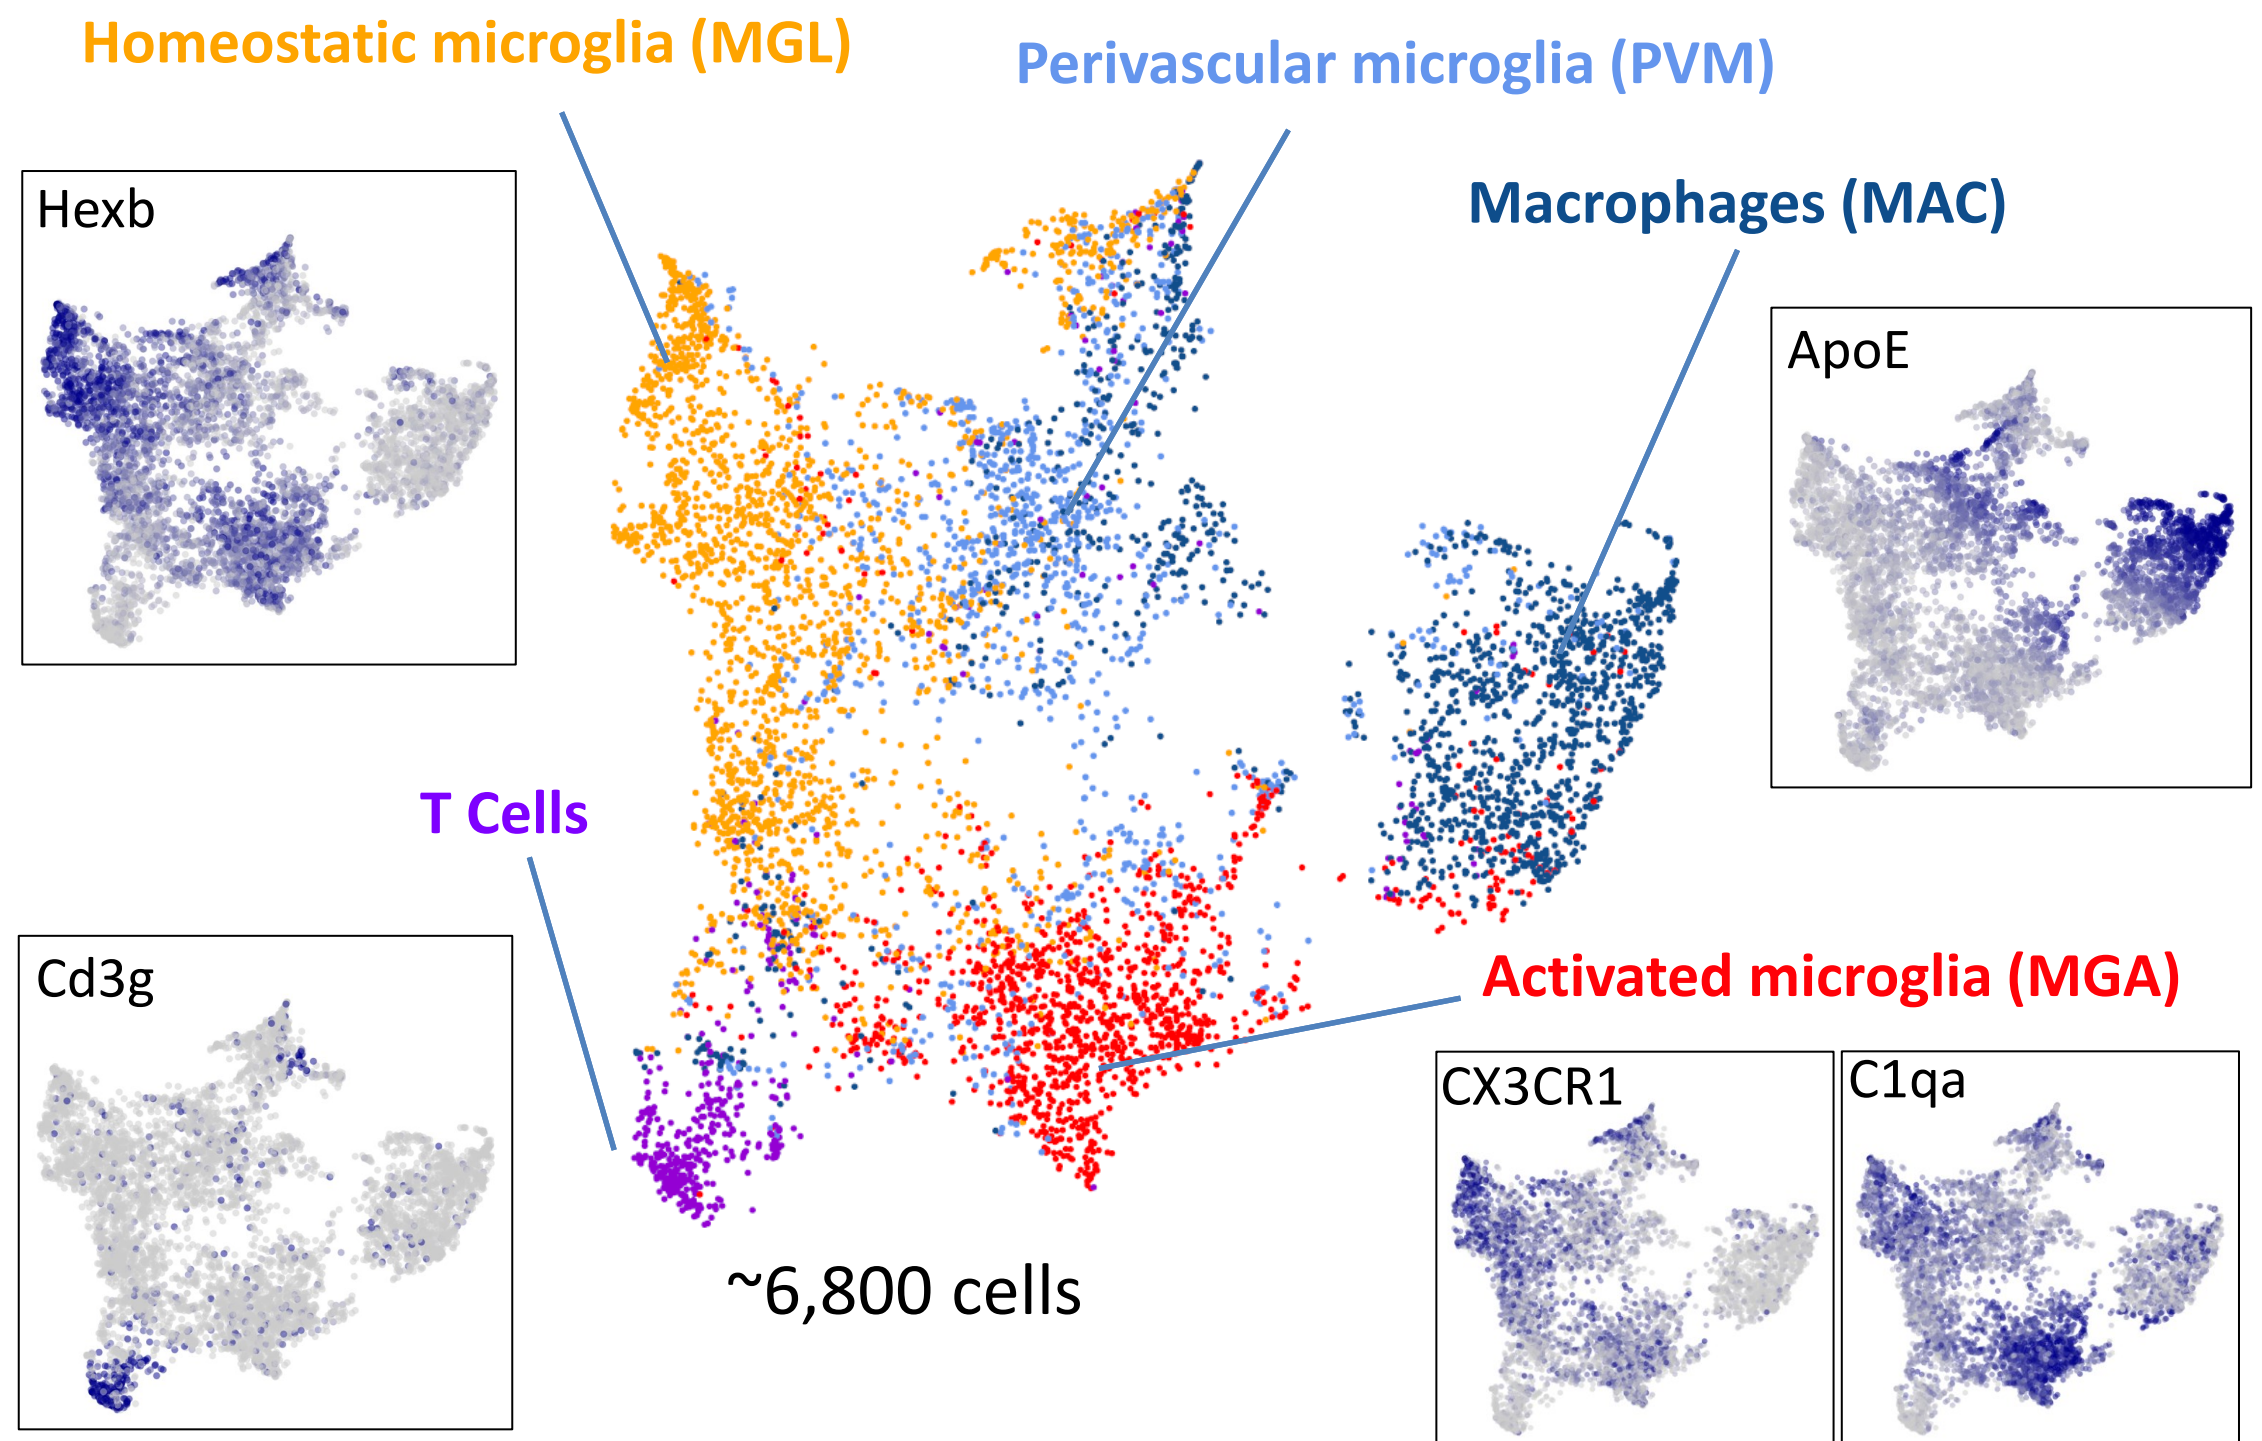 Homeostatic microglia (MGL)
Perivascular microglia (PVM)
Macrophages (MAC)
Hexb
ApoE
T Cells
Cd3g
Activated microglia (MGA)
CX3CR1
C1qa
~6,800 cells